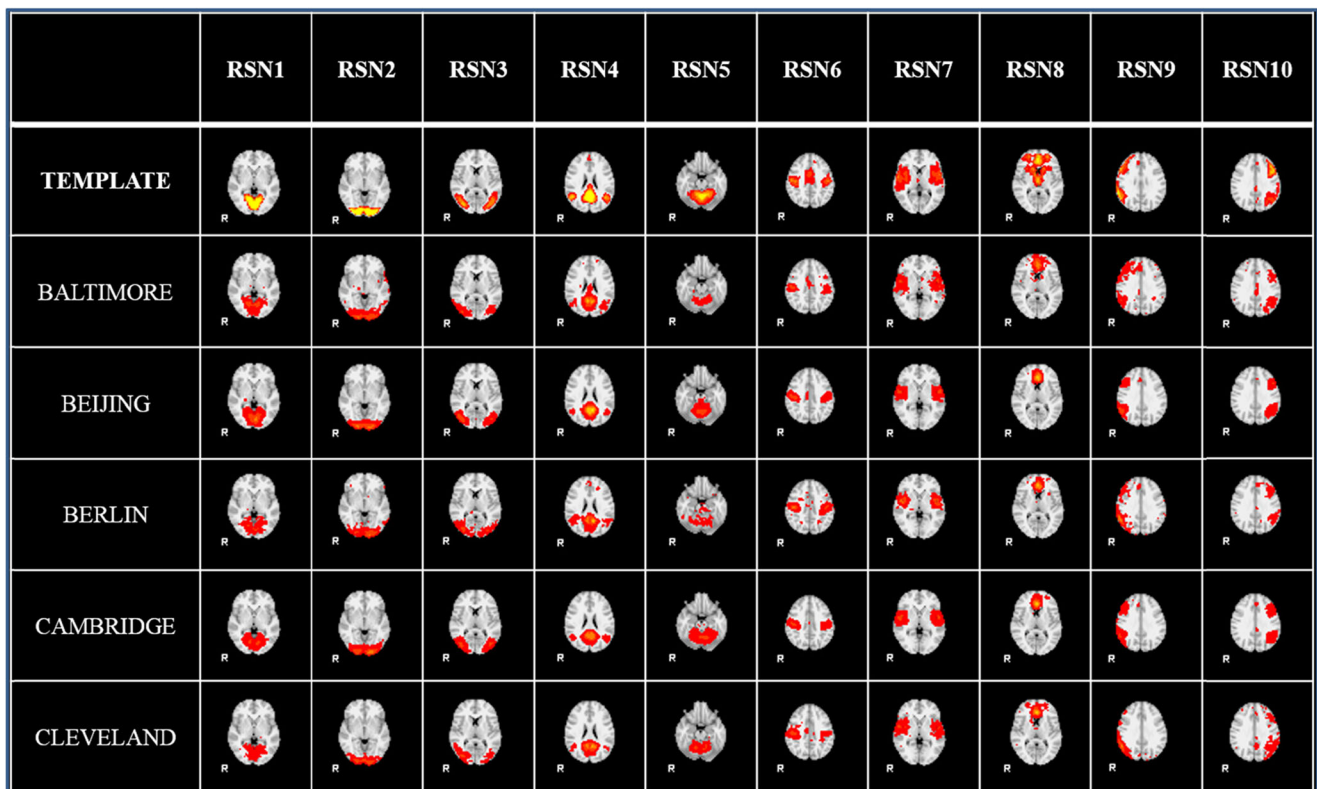 RSN1 RSN2 RSN3 RSN4 RSN5 RSN6 RSN7 RSN8 RSN9 RSN10
TEMPLATE
R R R R R R R R R R
BALTIMORE
R R R R R R R R R R
BEIJING
R R R R R R R R R R
BERLIN
R R R R R R R R R R
CAMBRIDGE
R R R R R R R R R R
CLEVELAND
R R R R R R R R R R